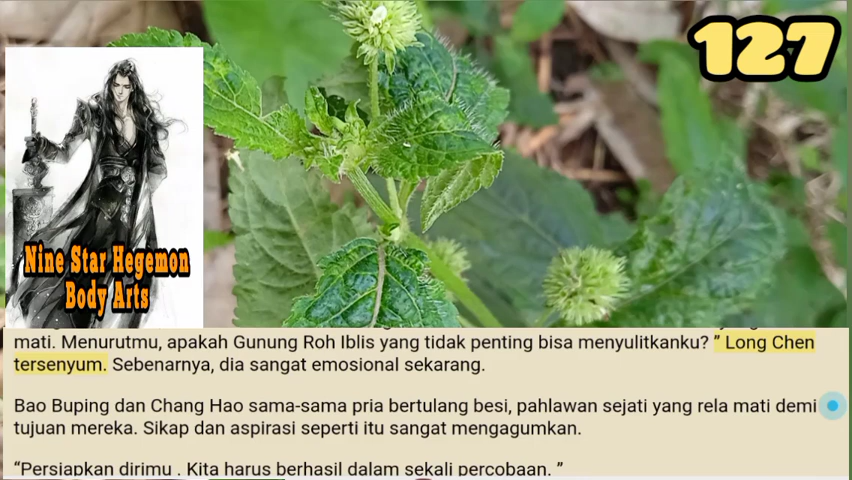 127
Nine Star Hegemon
Body Arts
mati. Menurutmu, apakah Gunung Roh Iblis yang tidak penting bisa menyulitkanku? ” Long Chen
tersenyum. Sebenarnya, dia sangat emosional sekarang.
Bao Buping dan Chang Hao sama-sama pria bertulang besi, pahlawan sejati yang rela mati demi
tujuan mereka. Sikap dan aspirasi seperti itu sangat mengagumkan.
“Persiapkan dirimu . Kita harus berhasil dalam sekali percobaan. ”